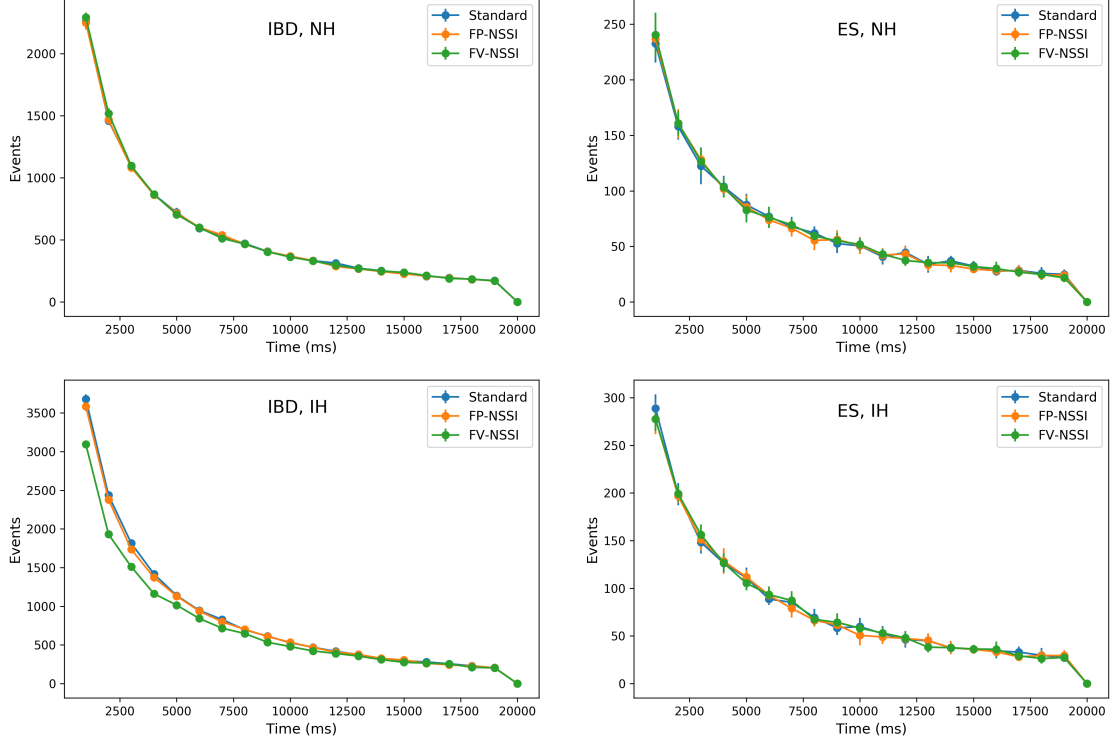 IBD, NH
Standard
FP-NSSI
FV-NSSI
Events
2000
1500
1000
500
0
2500 5000 7500 10000 12500 15000 17500 20000
Time (ms)
ES, NH
Standard
FP-NSSI
FV-NSSI
Events
250
200
150
100
50
0
2500 5000 7500 10000 12500 15000 17500 20000
Time (ms)
IBD, IH
Standard
FP-NSSI
FV-NSSI
Events
3500
3000
2500
2000
1500
1000
500
0
2500 5000 7500 10000 12500 15000 17500 20000
Time (ms)
ES, IH
Standard
FP-NSSI
FV-NSSI
Events
300
250
200
150
100
50
0
2500 5000 7500 10000 12500 15000 17500 20000
Time (ms)